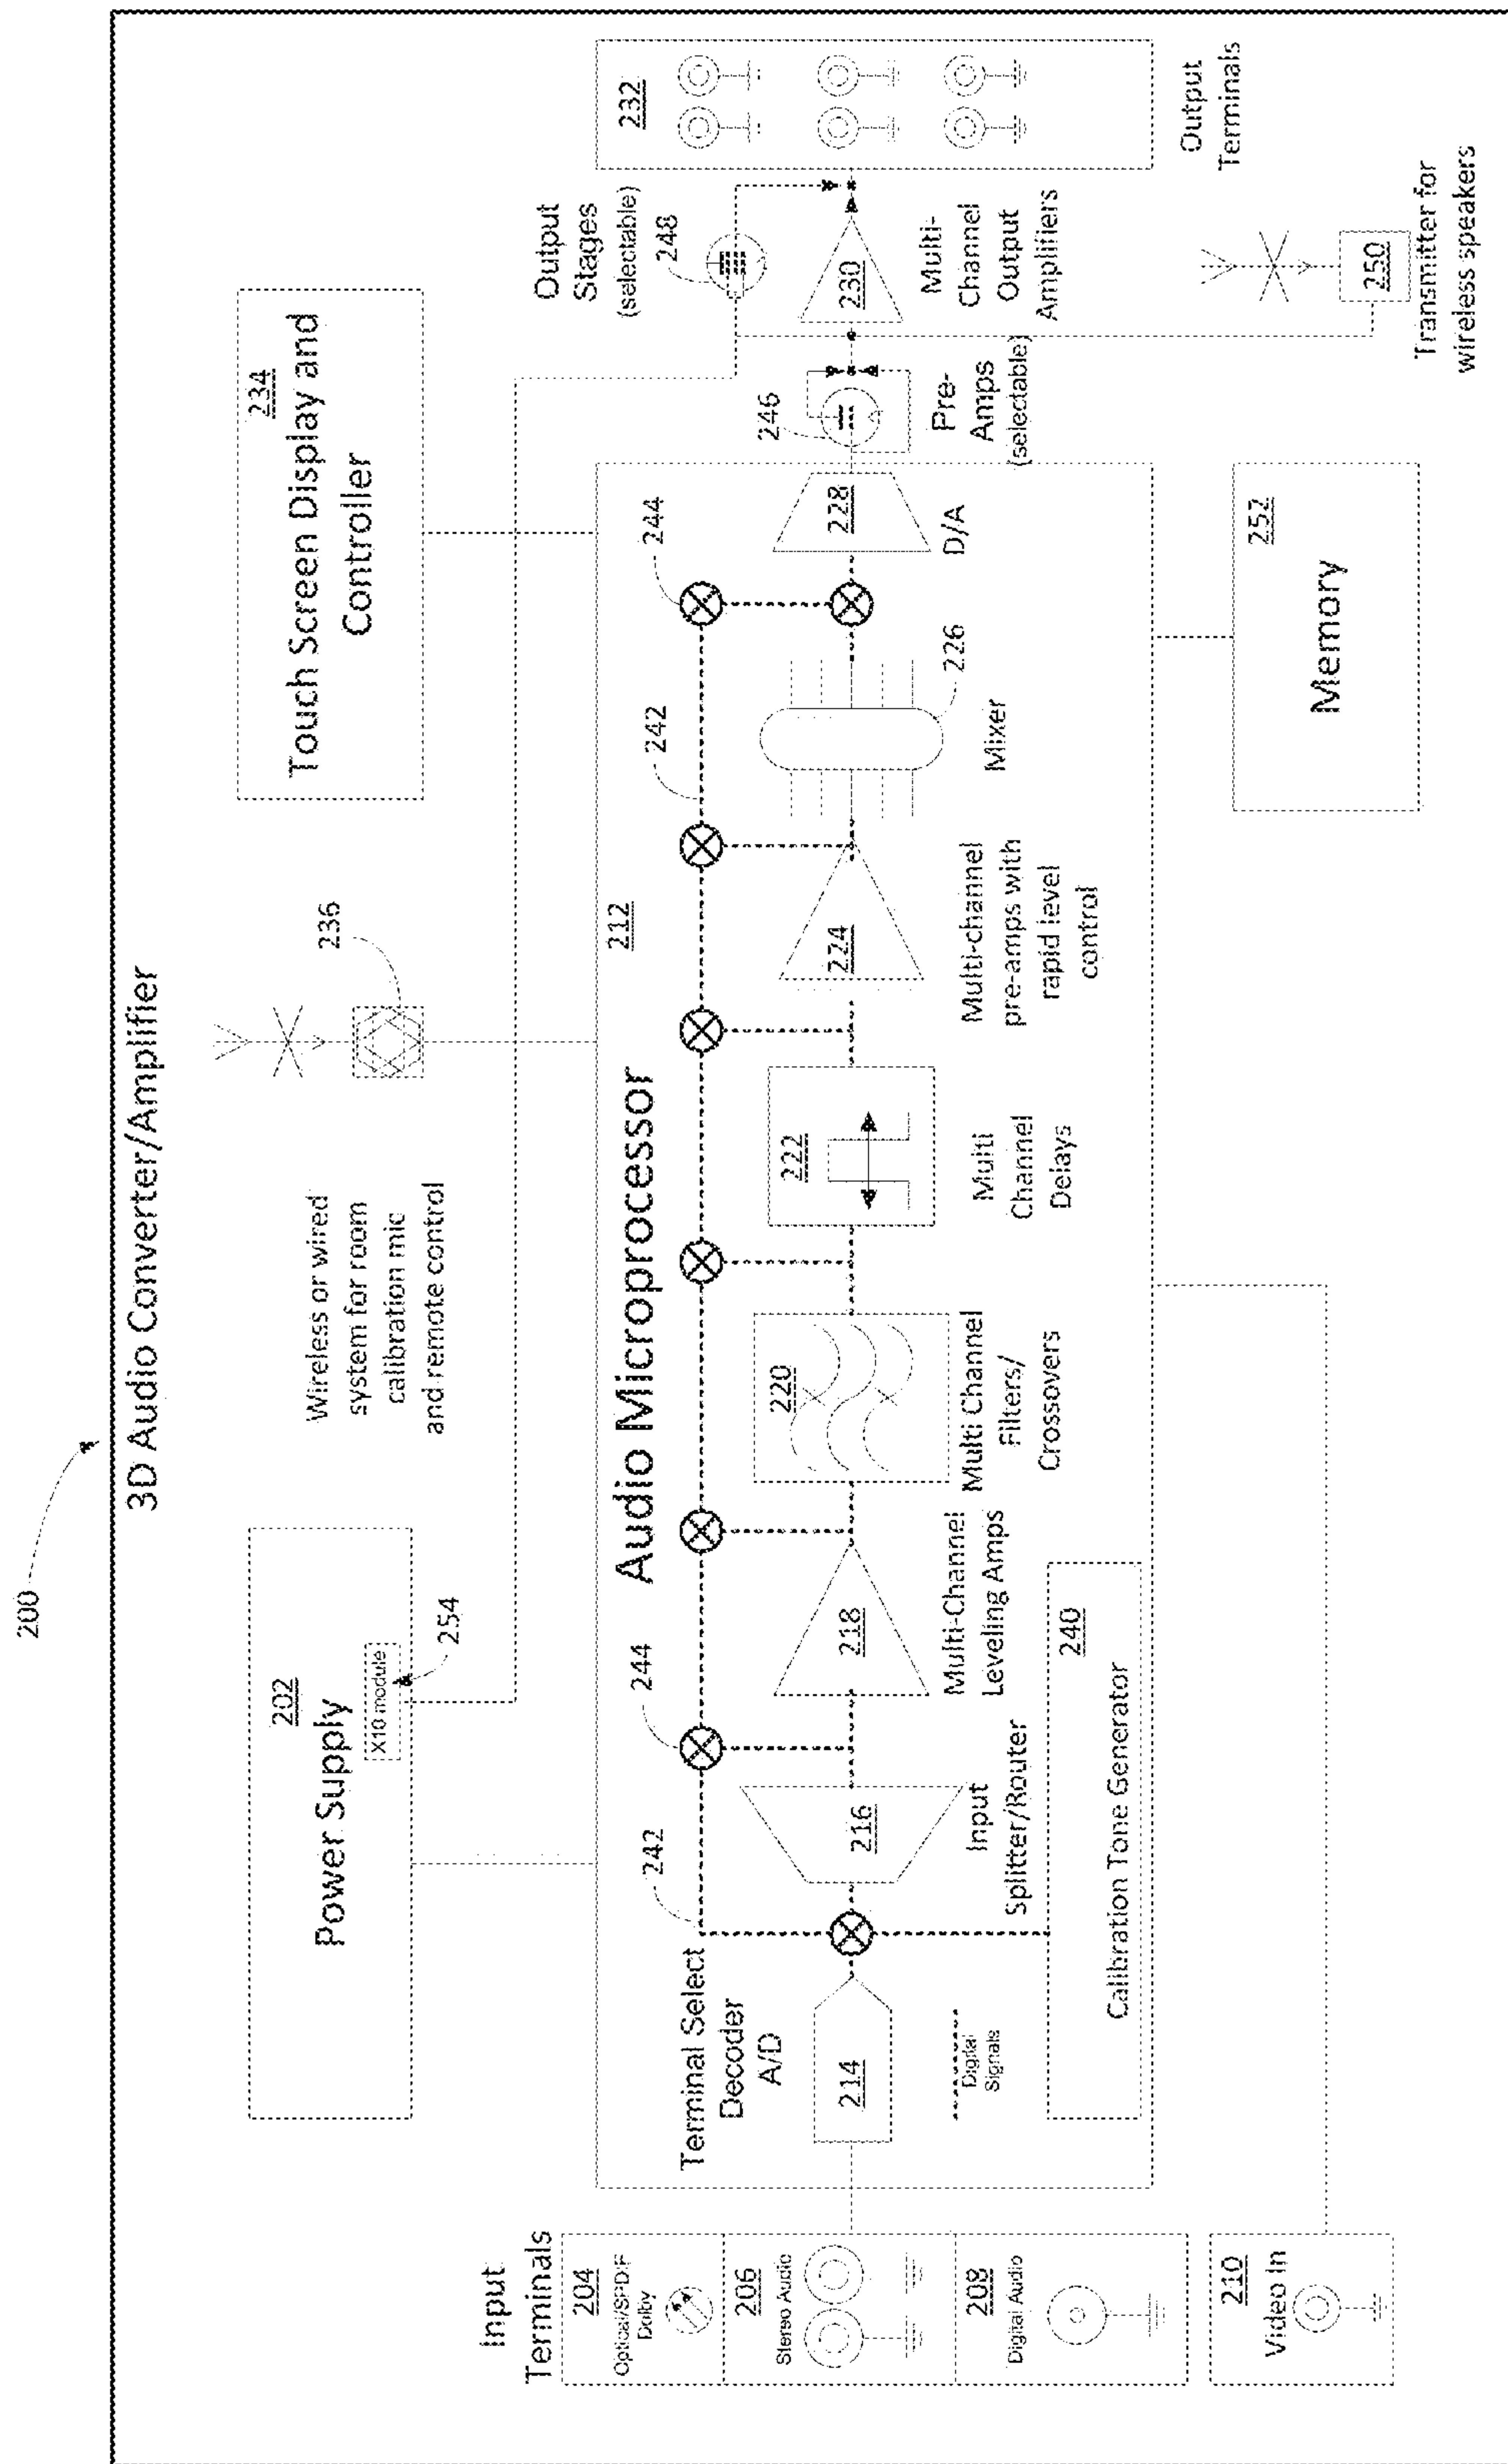 200
3D Audio Converter/Amplifier
202
Power Supply
X10 module
254
Wireless or wired
system for room
calibration mic
and remote control
236
234
Touch Screen Display and
Controller
Input
Terminals
204
Optical/SPDIF
Dolby
206
Stereo Audio
208
Digital Audio
210
Video In
Audio Microprocessor
212
Terminal Select
Decoder
A/D
214
Digital
Signals
242
244
216
Input
Splitter/Router
218
Multi-Channel
Leveling Amps
220
Multi Channel
Filters/
Crossovers
222
Multi
Channel
Delays
224
Multi-channel
pre-amps with
rapid level
control
242
226
Mixer
244
228
D/A
240
Calibration Tone Generator
246
Pre-
Amps
(selectable)
Output
Stages
(selectable)
248
230
Multi-
Channel
Output
Amplifiers
232
Output
Terminals
250
Transmitter for
wireless speakers
252
Memory